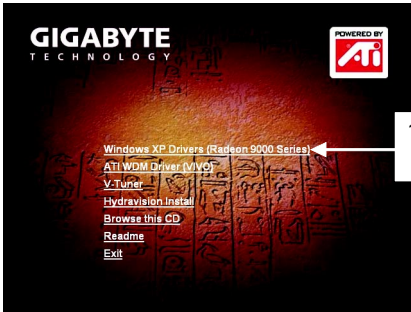 GIGABYTE
TECHNOLOGY
POWERED BY
ATi
Windows XP Drivers (Radeon 9000 Series)
ATI WDM Driver (VIVO)
V-Tuner
Hydravision Install
Browse this CD
Readme
Exit